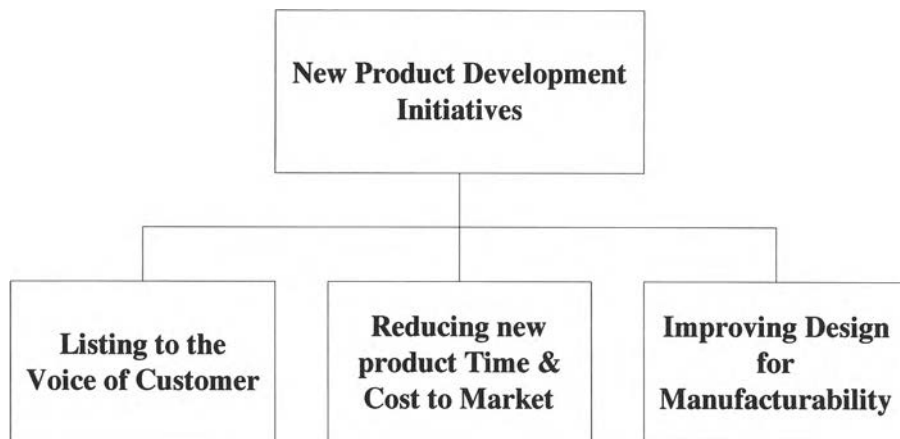 New Product Development
Initiatives
Listing to the
Voice of Customer
Reducing new
product Time &
Cost to Market
Improving Design
for
Manufacturability